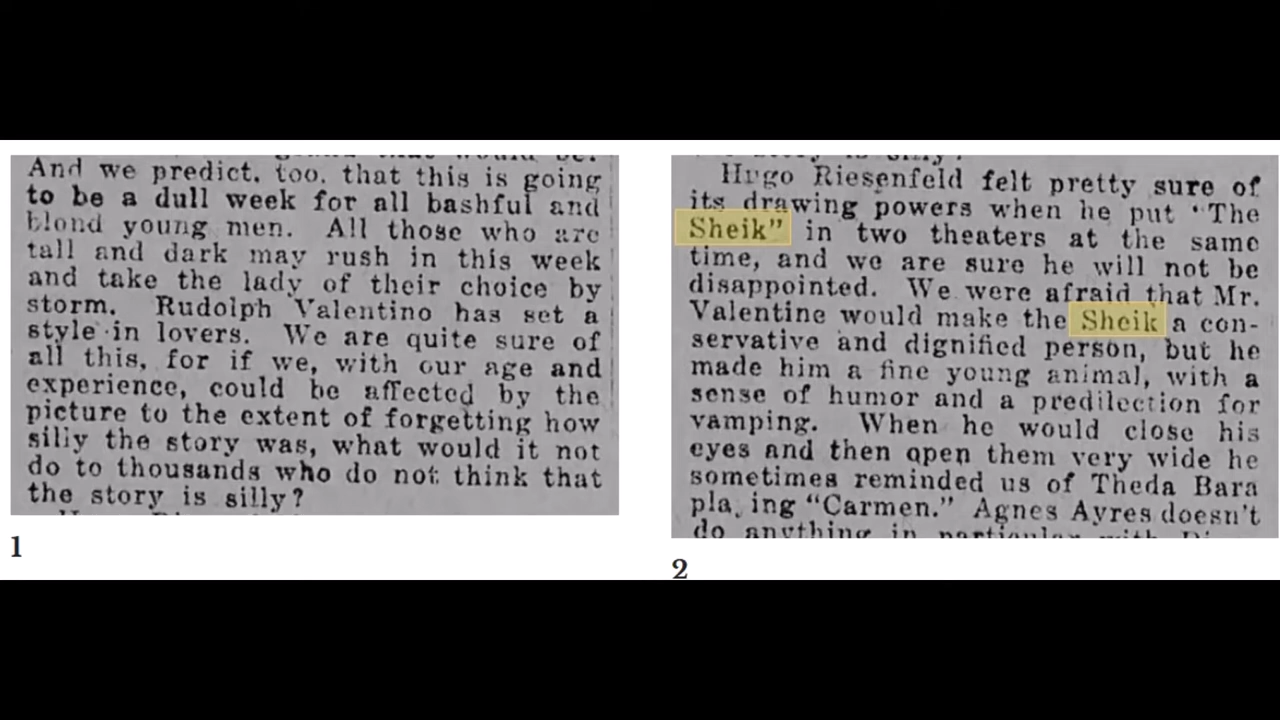 And we predict, too, that this is going
to be a dull week for all bashful and
blond young men. All those who are
tall and dark may rush in this week
and take the lady of their choice by
storm. Rudolph Valentino has set a
style in lovers. We are quite sure of
all this, for if we, with our age and
experience, could be affected by the
picture to the extent of forgetting how
silly the story was, what would it not
do to thousands who do not think that
the story is silly?
1
Hugo Riesenfeld felt pretty sure of
its drawing powers when he put "The
Sheik" in two theaters at the same
time, and we are sure he will not be
disappointed. We were afraid that Mr.
Valentine would make the Sheik a con-
servative and dignified person, but he
made him a fine young animal, with a
sense of humor and a predilection for
vamping. When he would close his
eyes and then open them very wide he
sometimes reminded us of Theda Bara
playing "Carmen." Agnes Ayres doesn't
do anything in particular with
2